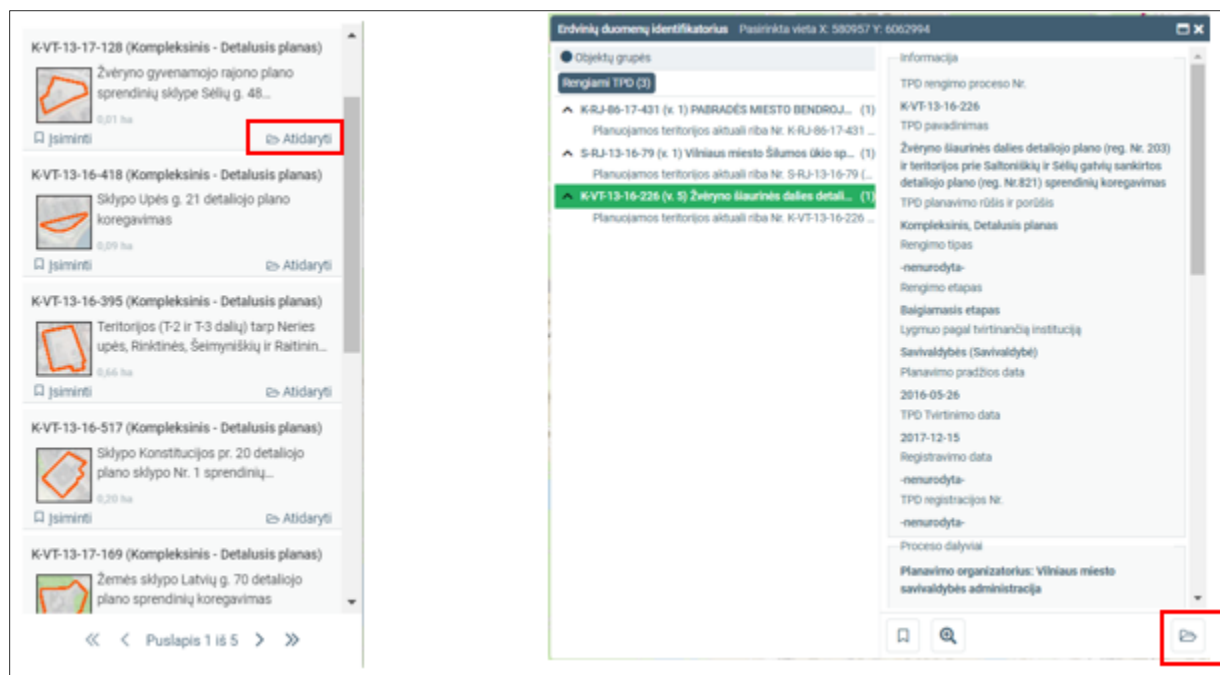 K-VT-13-17-128 (Kompleksinis - Detalusis planas)
Žvėryno gyvenamojo rajono plano
sprendinių sklype Sėlių g. 48...
0,01 ha
Įsiminti
Atidaryti
K-VT-13-16-418 (Kompleksinis - Detalusis planas)
Sklypo Upės g. 21 detaliojo plano
koregavimas
0,09 ha
Įsiminti
Atidaryti
K-VT-13-16-395 (Kompleksinis - Detalusis planas)
Teritorijos (T-2 ir T-3 dalių) tarp Neries
upės, Rinktinės, Šeimyniškių ir Raitinin...
0,66 ha
Įsiminti
Atidaryti
K-VT-13-16-517 (Kompleksinis - Detalusis planas)
Sklypo Konstitucijos pr. 20 detaliojo
plano sklypo Nr. 1 sprendinių...
0,20 ha
Įsiminti
Atidaryti
K-VT-13-17-169 (Kompleksinis - Detalusis planas)
Žemės sklypo Latvių g. 70 detaliojo
plano sprendinių koregavimas
Puslapis 1 iš 5
Erdvinių duomenų identifikatorius Pasirinkta vieta X: 580957 Y: 6062994
Objektų grupės
Rengiami TPD (3)
K-RJ-86-17-431 (v. 1) PABRADĖS MIESTO BENDROJ... (1)
Planuojamos teritorijos aktuali riba Nr. K-RJ-86-17-431 ...
S-RJ-13-16-79 (v. 1) Vilniaus miesto Šilumos ūkio sp... (1)
Planuojamos teritorijos aktuali riba Nr. S-RJ-13-16-79 (...
K-VT-13-16-226 (v. 5) Žvėryno šiaurinės dalies detali... (1)
Planuojamos teritorijos aktuali riba Nr. K-VT-13-16-226 ...
Informacija
TPD rengimo proceso Nr.
K-VT-13-16-226
TPD pavadinimas
Žvėryno šiaurinės dalies detaliojo plano (reg. Nr. 203)
ir teritorijos prie Saltoniškių ir Sėlių gatvių sankirtos
detaliojo plano (reg. Nr.821) sprendinių koregavimas
TPD planavimo rūšis ir porūšis
Kompleksinis, Detalusis planas
Rengimo tipas
-nenurodyta-
Rengimo etapas
Baigiamasis etapas
Lygmuo pagal tvirtinančią instituciją
Savivaldybės (Savivaldybė)
Planavimo pradžios data
2016-05-26
TPD Tvirtinimo data
2017-12-15
Registravimo data
-nenurodyta-
TPD registracijos Nr.
-nenurodyta-
Proceso dalyviai
Planavimo organizatorius: Vilniaus miesto
savivaldybės administracija